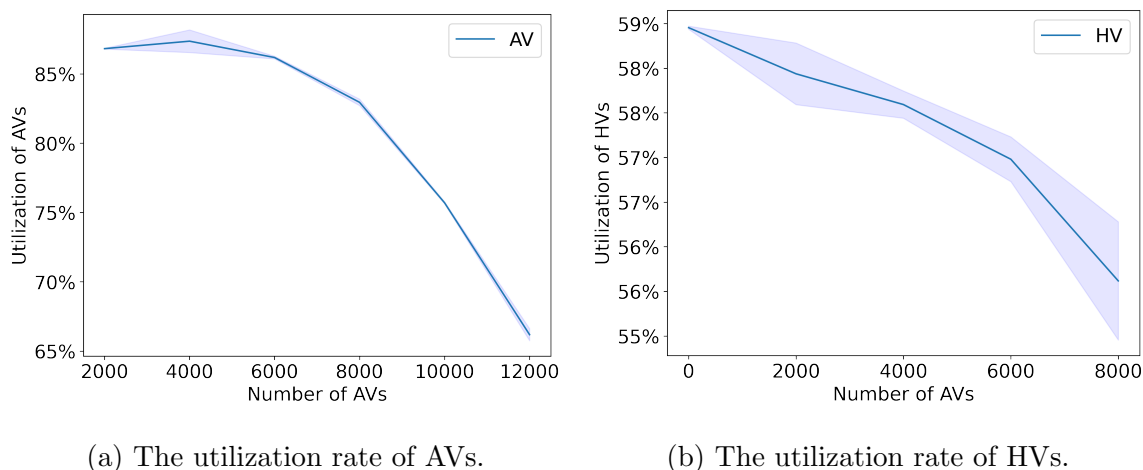 AV
85%
80%
75%
70%
65%
Utilization of AVs
2000 4000 6000 8000 10000 12000
Number of AVs
(a) The utilization rate of AVs.
HV
59%
58%
58%
57%
57%
56%
56%
55%
Utilization of HVs
0 2000 4000 6000 8000
Number of AVs
(b) The utilization rate of HVs.